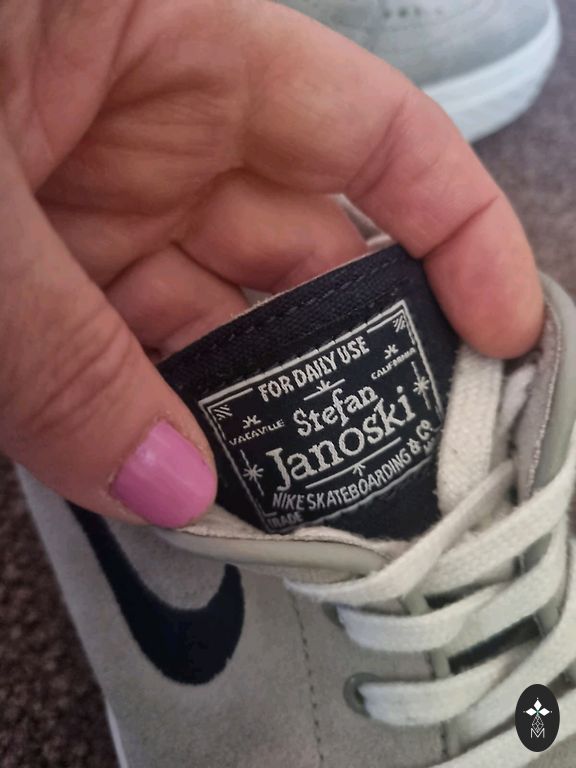 FOR DAILY USE
VACAVILLE
CALIFORNIA
Stefan
Janoski
NIKE SKATEBOARDING & Co
TRADE
M